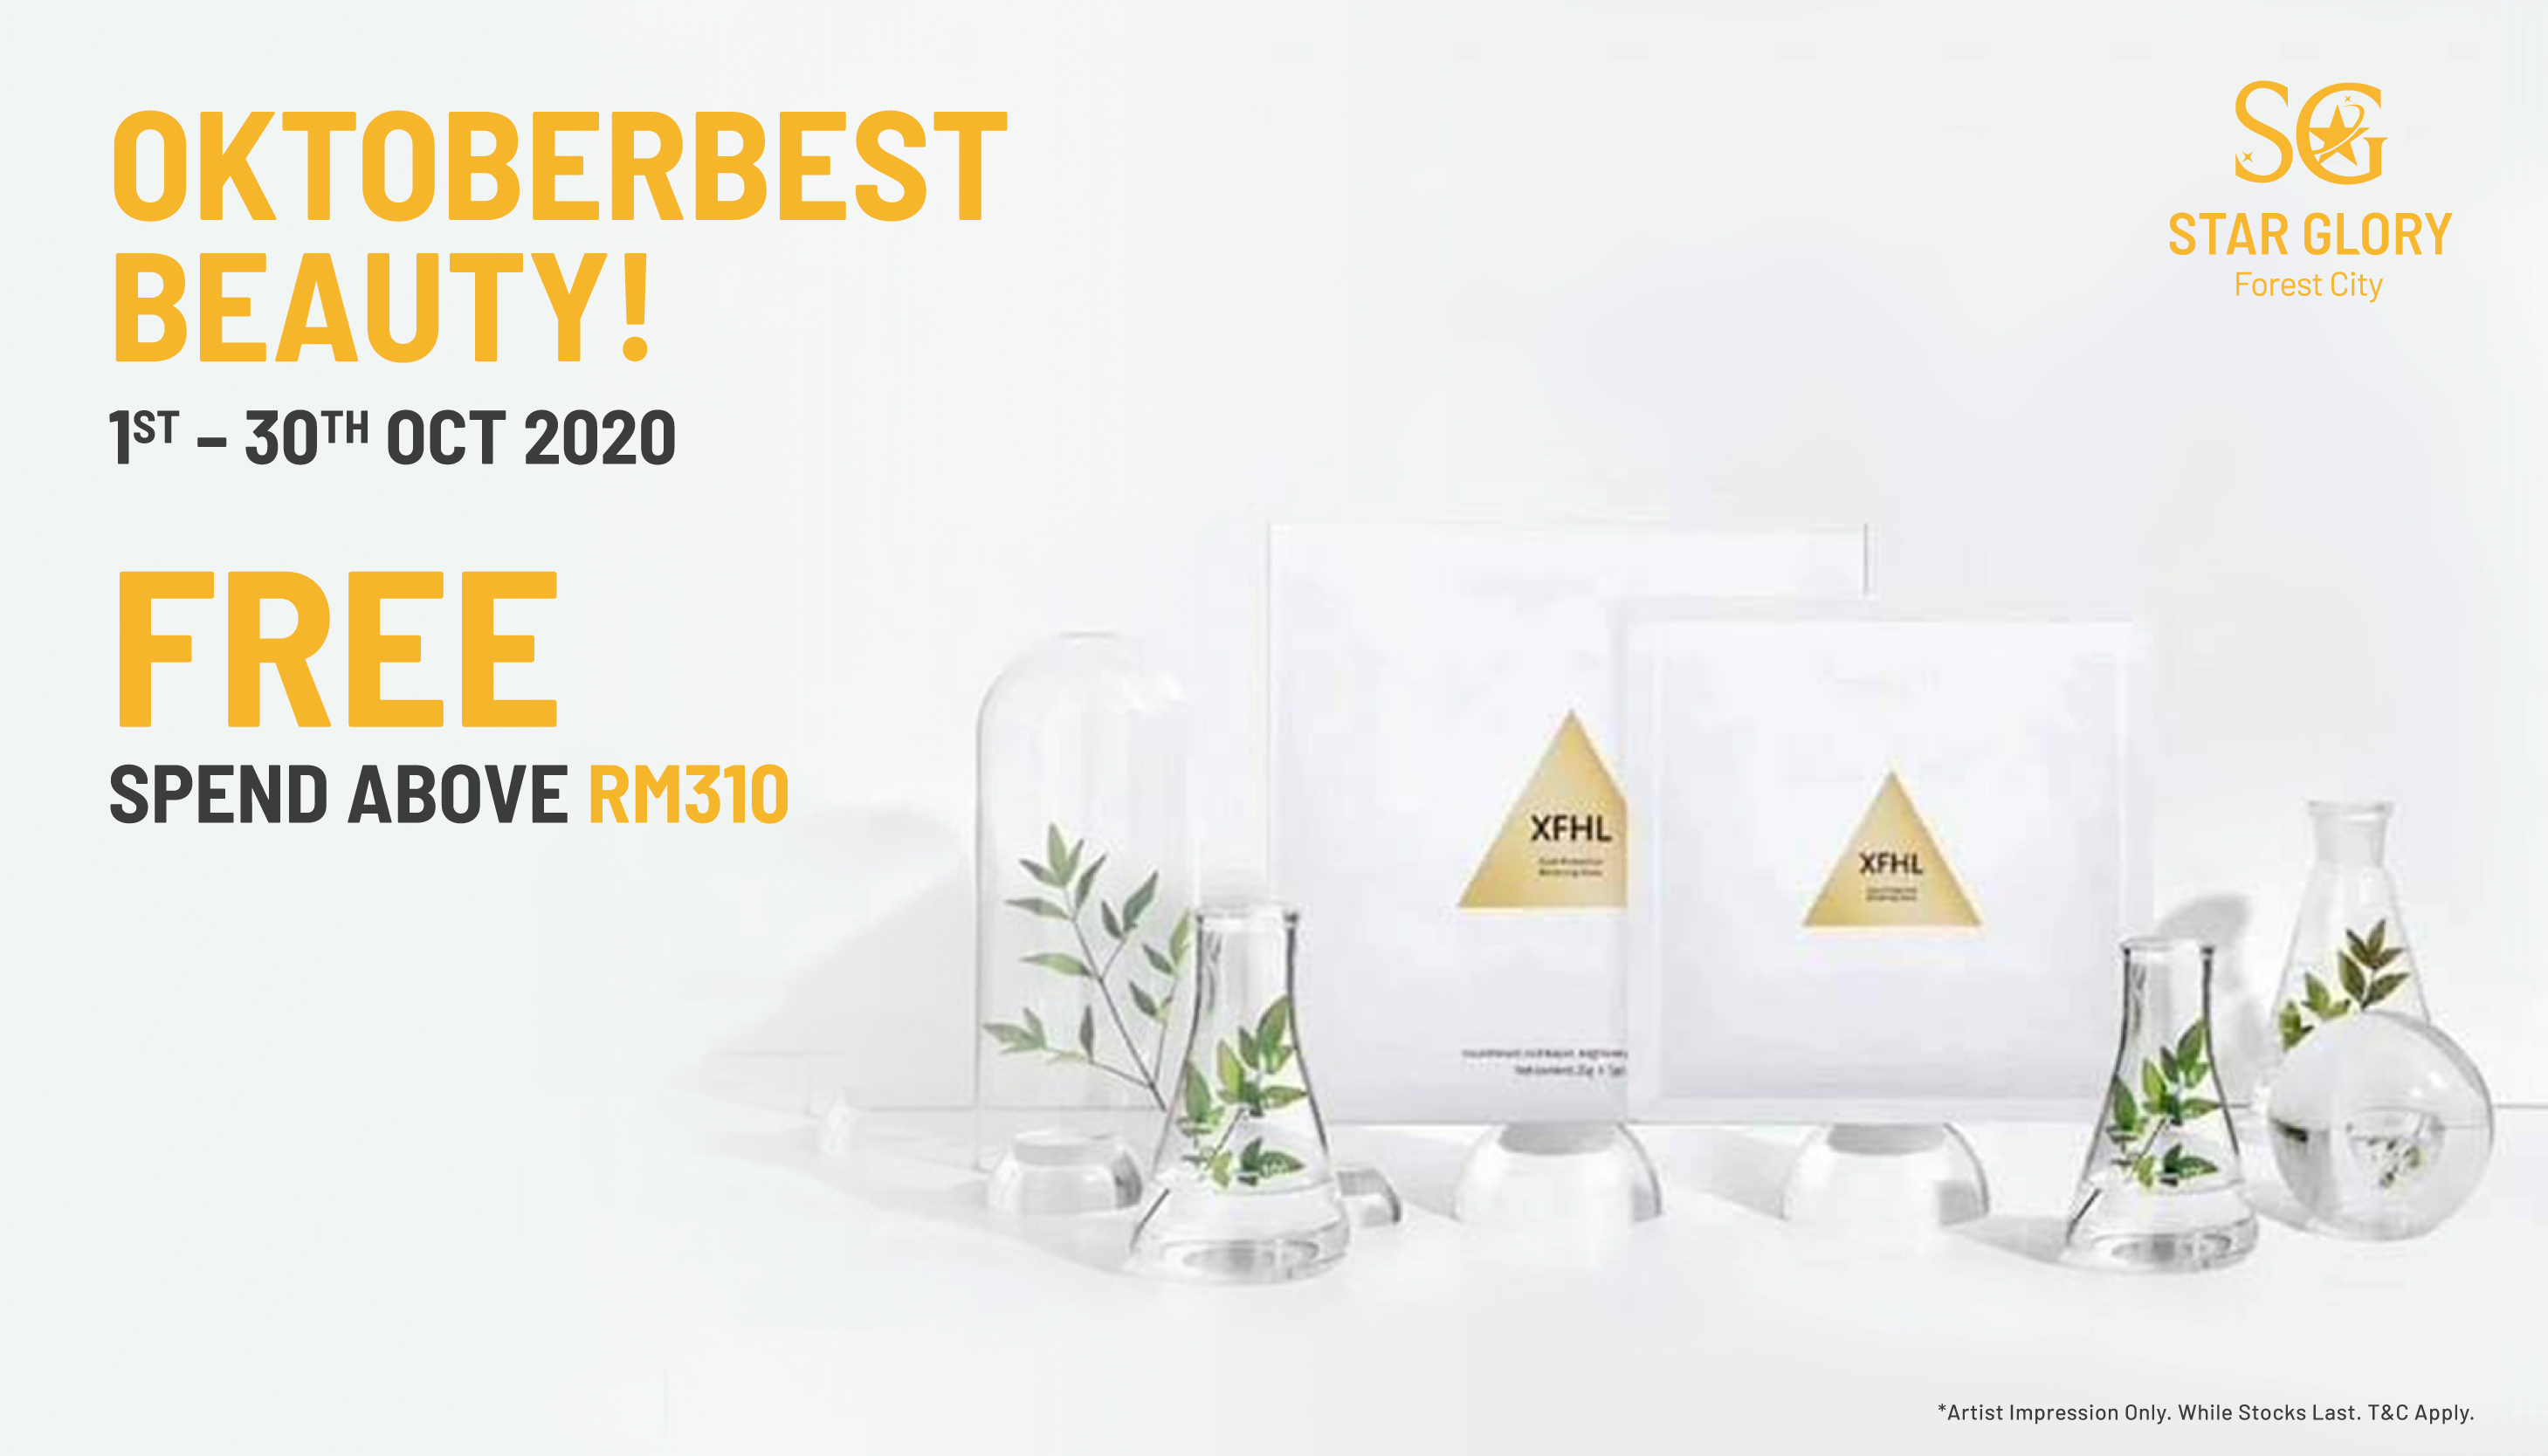 OKTOBERBEST
BEAUTY!
1ST – 30TH OCT 2020
FREE
SPEND ABOVE RM310
SG
STAR GLORY
Forest City
XFHL
XFHL
*Artist Impression Only. While Stocks Last. T&C Apply.